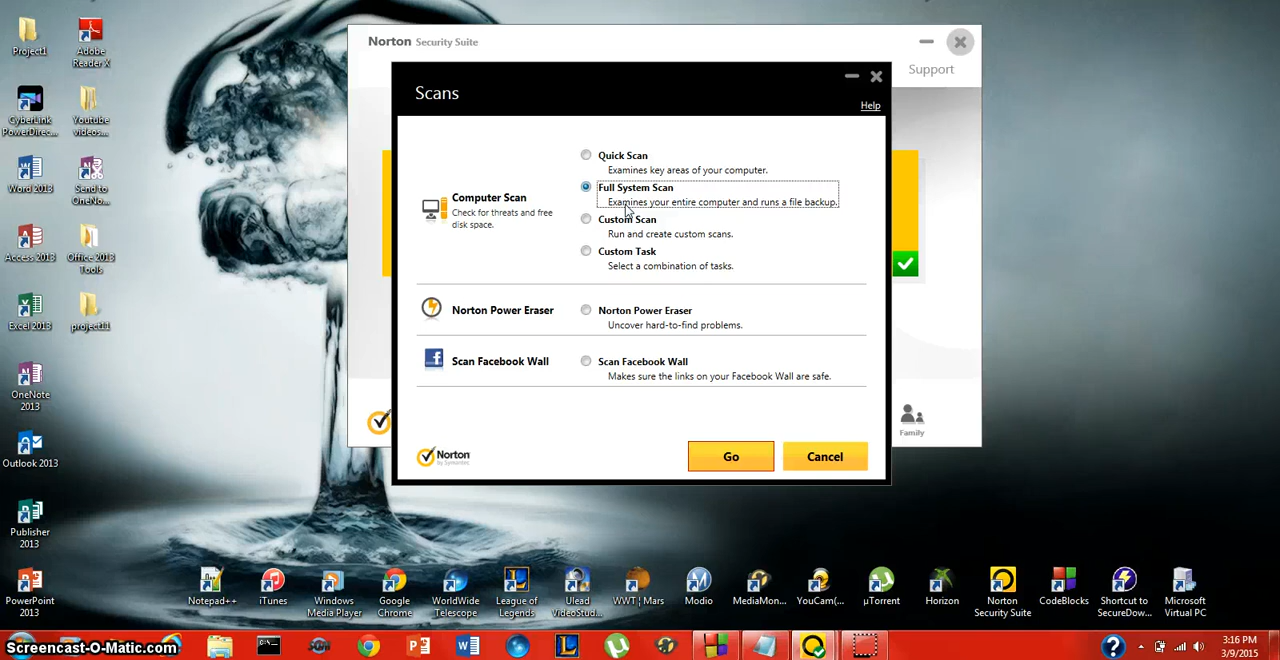 Project1
Adobe
Reader X
CyberLink
PowerDirec...
Youtube
videos...
Word 2013
Send to
OneNo...
Access 2013
Office 2013
Tools
Excel 2013
project11
OneNote
2013
Outlook 2013
Publisher
2013
PowerPoint
2013
Norton Security Suite
Support
Scans
Help
Quick Scan
Examines key areas of your computer.
Full System Scan
Examines your entire computer and runs a file backup.
Computer Scan
Check for threats and free
disk space.
Custom Scan
Run and create custom scans.
Custom Task
Select a combination of tasks.
Norton Power Eraser
Norton Power Eraser
Uncover hard-to-find problems.
Scan Facebook Wall
Scan Facebook Wall
Makes sure the links on your Facebook Wall are safe.
Norton
by Symantec
Go
Cancel
Family
Notepad++
iTunes
Windows
Media Player
Google
Chrome
WorldWide
Telescope
League of
Legends
Ulead
VideoStud...
WWT | Mars
Modio
MediaMon...
YouCam(...
µTorrent
Horizon
Norton
Security Suite
CodeBlocks
Shortcut to
SecureDow...
Microsoft
Virtual PC
Screencast-O-Matic.com
3:16 PM
3/9/2015